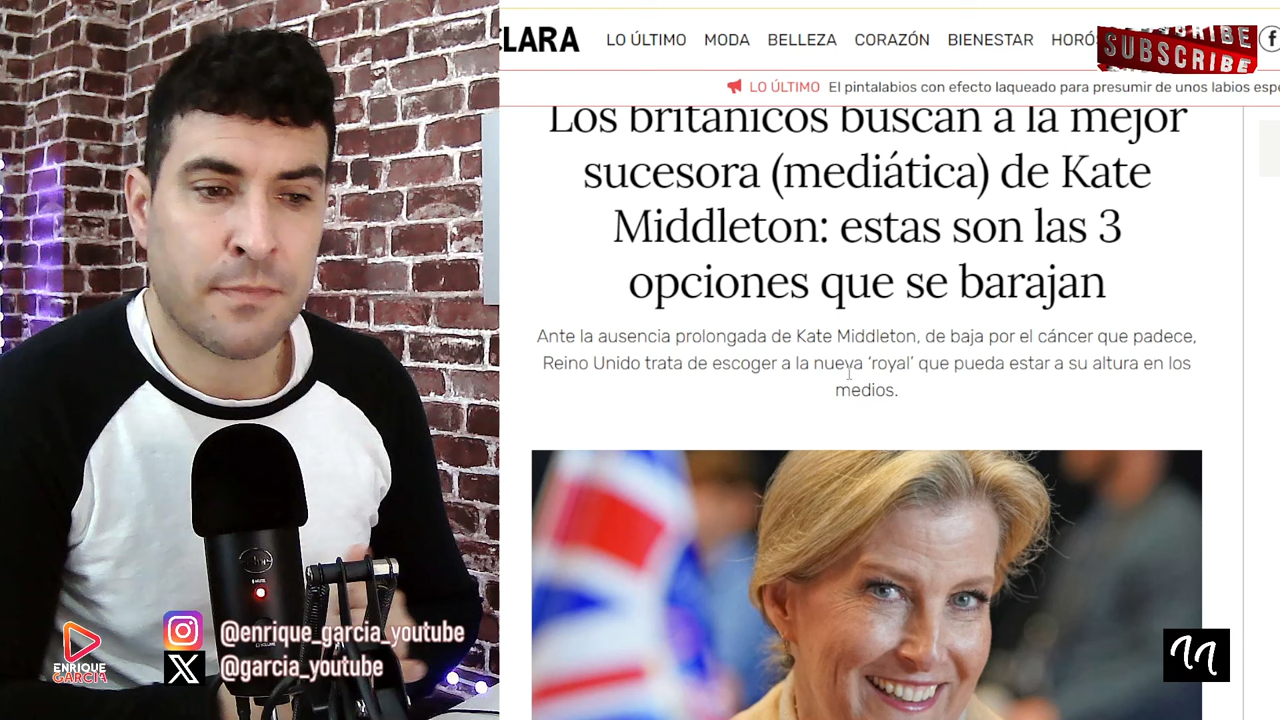 CLARA
LO ÚLTIMO MODA BELLEZA CORAZÓN BIENESTAR
SUBSCRIBE
LO ÚLTIMO El pintalabios con efecto laqueado para presumir de unos labios
Los británicos buscan a la mejor
sucesora (mediática) de Kate
Middleton: estas son las 3
opciones que se barajan
Ante la ausencia prolongada de Kate Middleton, de baja por el cáncer que padece,
Reino Unido trata de escoger a la nueva ‘royal’ que pueda estar a su altura en los
medios.
@enrique_garcia_youtube
@garcia_youtube
ENRIQUE
GARCIA